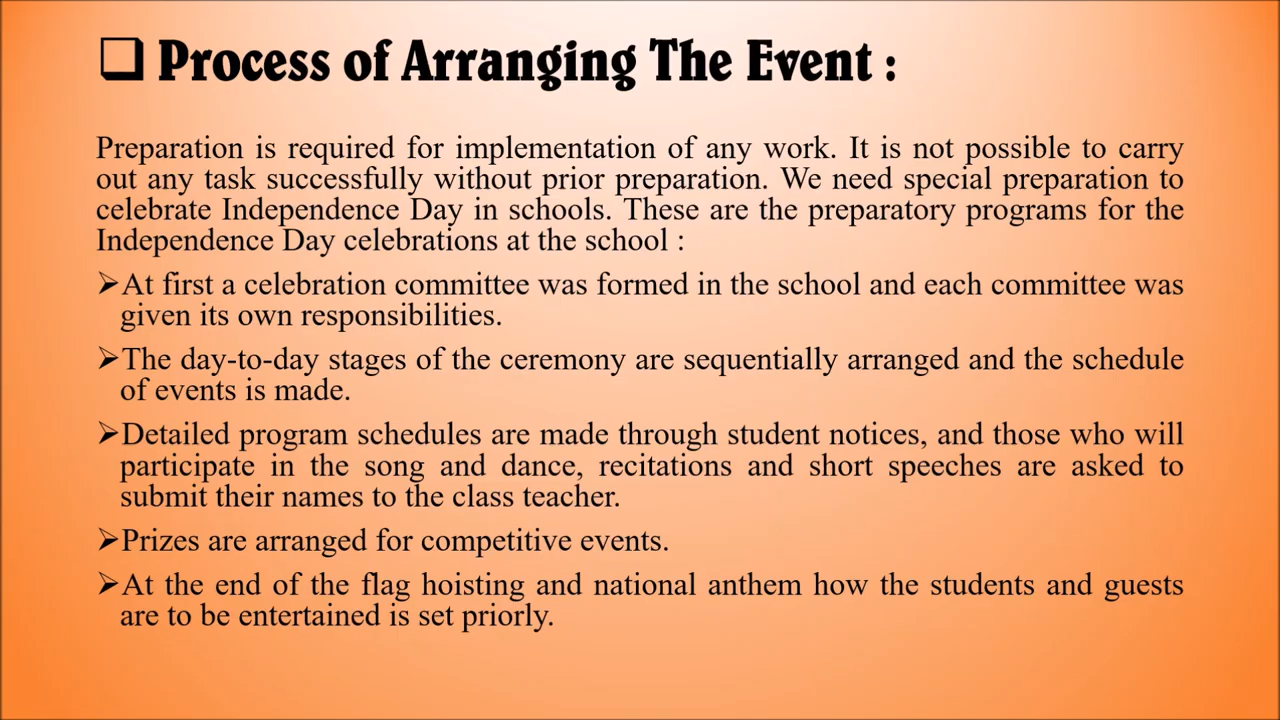 ❑ Process of Arranging The Event :
Preparation is required for implementation of any work. It is not possible to carry
out any task successfully without prior preparation. We need special preparation to
celebrate Independence Day in schools. These are the preparatory programs for the
Independence Day celebrations at the school :
➢At first a celebration committee was formed in the school and each committee was
given its own responsibilities.
➢The day-to-day stages of the ceremony are sequentially arranged and the schedule
of events is made.
➢Detailed program schedules are made through student notices, and those who will
participate in the song and dance, recitations and short speeches are asked to
submit their names to the class teacher.
➢Prizes are arranged for competitive events.
➢At the end of the flag hoisting and national anthem how the students and guests
are to be entertained is set priorly.